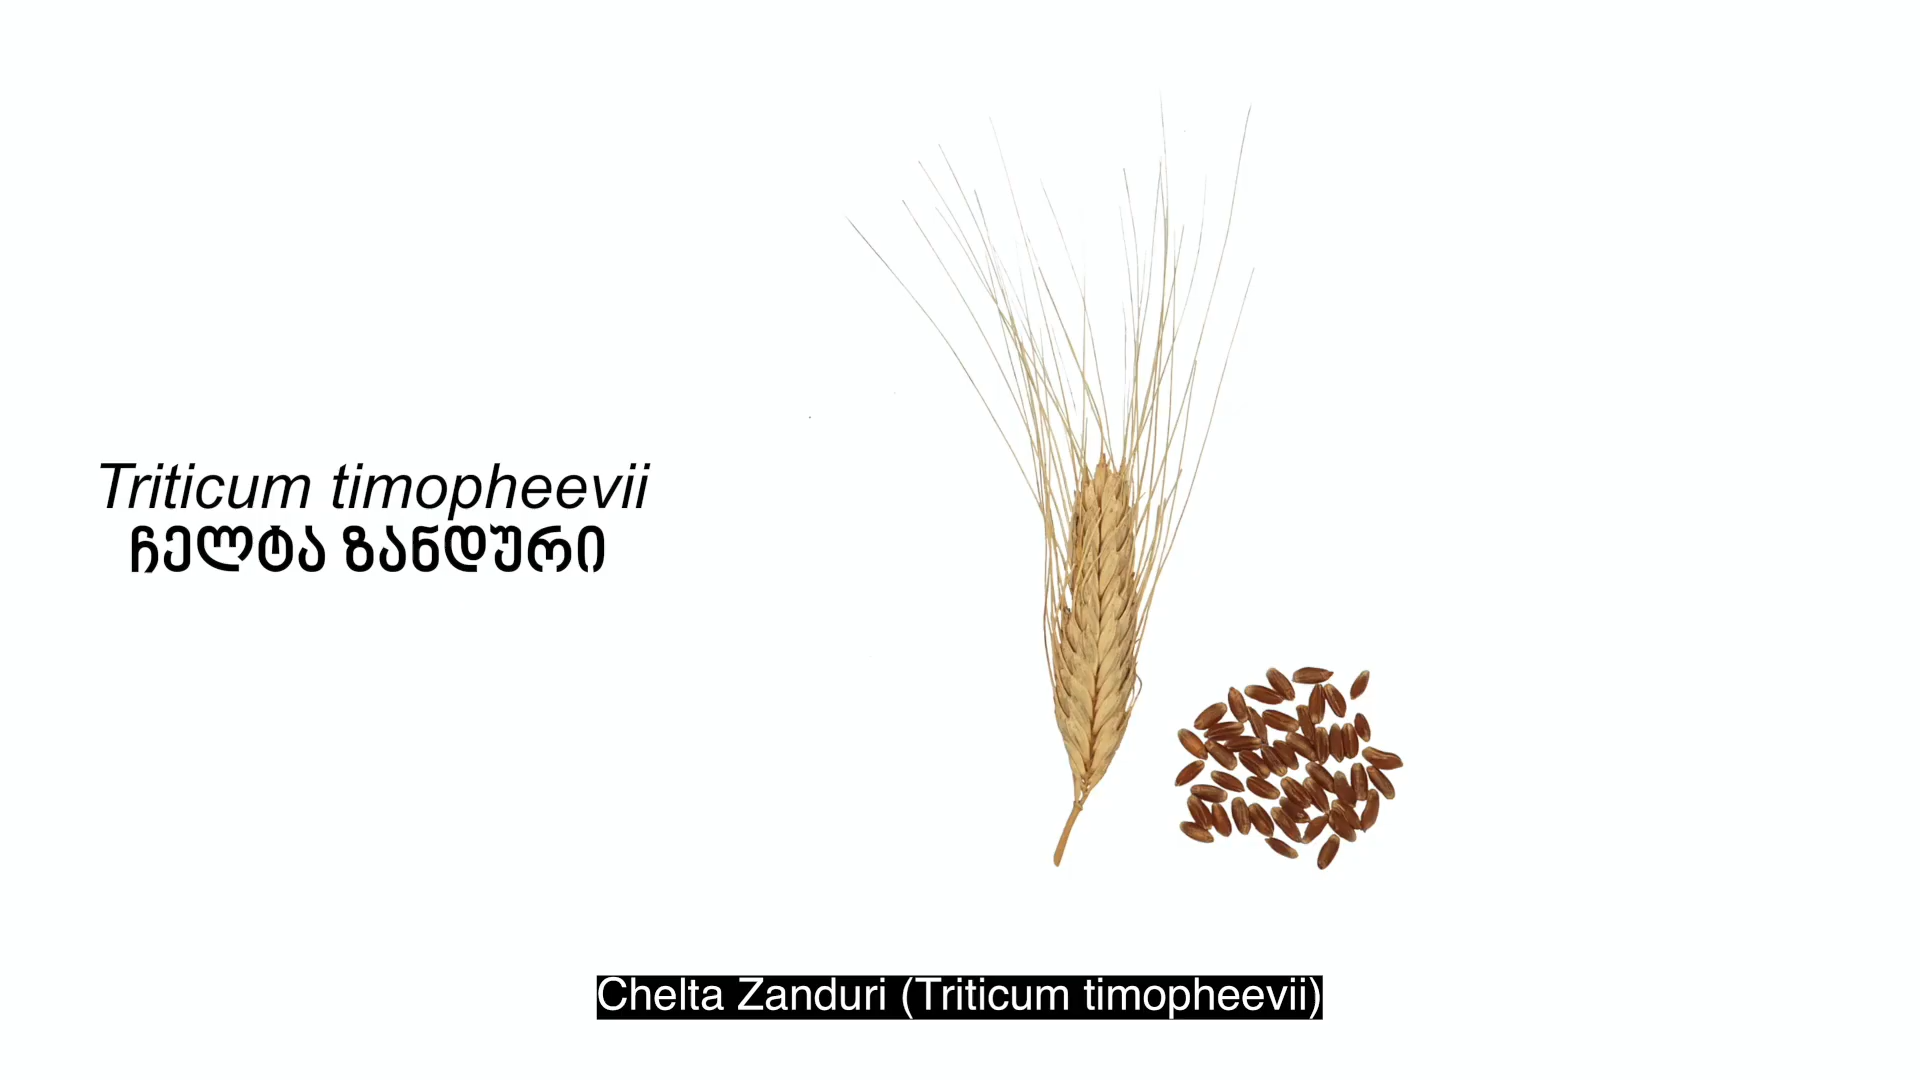 Triticum timopheevii
ჩელტა ზანდური
Chelta Zanduri (Triticum timopheevii)